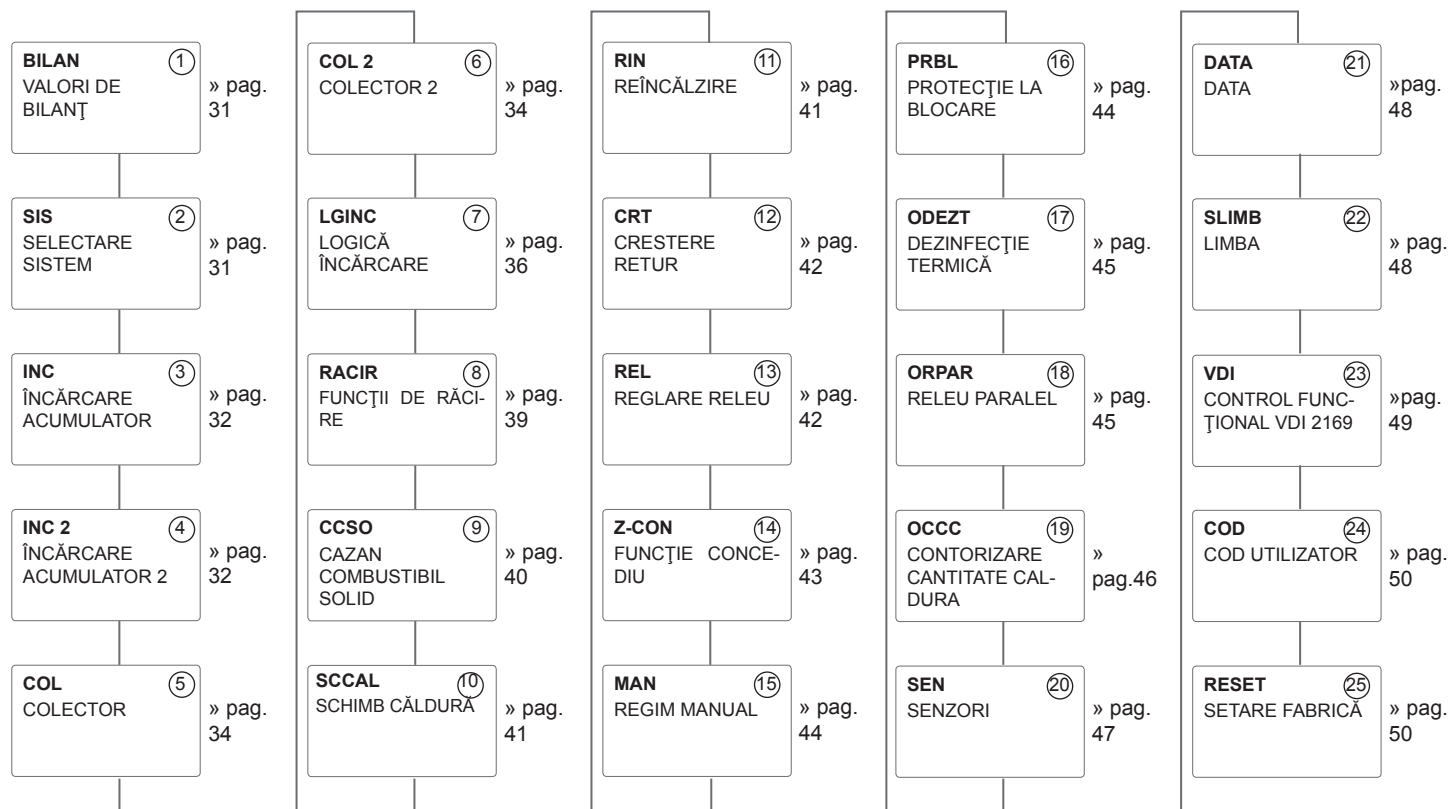 BILAN 1
VALORI DE
BILANŢ
» pag.
31
SIS 2
SELECTARE
SISTEM
» pag.
31
INC 3
ÎNCĂRCARE
ACUMULATOR
» pag.
32
INC 2 4
ÎNCĂRCARE
ACUMULATOR 2
» pag.
32
COL 5
COLECTOR
» pag.
34
COL 2 6
COLECTOR 2
» pag.
34
LGINC 7
LOGICĂ
ÎNCĂRCARE
» pag.
36
RACIR 8
FUNCŢII DE RĂCI-
RE
» pag.
39
CCSO 9
CAZAN
COMBUSTIBIL
SOLID
» pag.
40
SCCAL 10
SCHIMB CĂLDURĂ
» pag.
41
RIN 11
REÎNCĂLZIRE
» pag.
41
CRT 12
CRESTERE
RETUR
» pag.
42
REL 13
REGLARE RELEU
» pag.
42
Z-CON 14
FUNCŢIE CONCE-
DIU
» pag.
43
MAN 15
REGIM MANUAL
» pag.
44
PRBL 16
PROTECŢIE LA
BLOCARE
» pag.
44
ODEZT 17
DEZINFECŢIE
TERMICĂ
» pag.
45
ORPAR 18
RELEU PARALEL
» pag.
45
OCCC 19
CONTORIZARE
CANTITATE CAL-
DURA
»
pag.46
SEN 20
SENZORI
» pag.
47
DATA 21
DATA
»pag.
48
SLIMB 22
LIMBA
» pag.
48
VDI 23
CONTROL FUNC-
ŢIONAL VDI 2169
»pag.
49
COD 24
COD UTILIZATOR
» pag.
50
RESET 25
SETARE FABRICĂ
» pag.
50